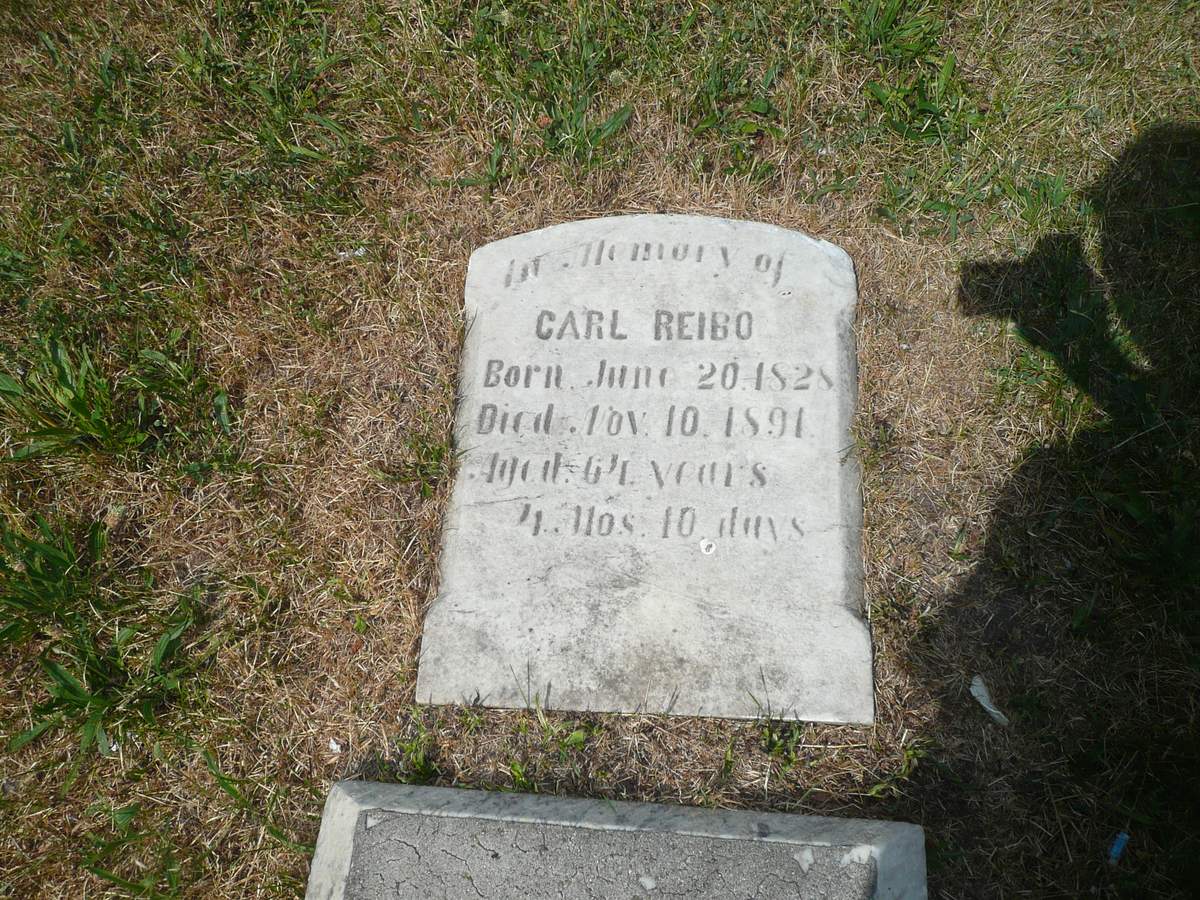 In Memory of
CARL REIBO
Born June 20, 1828
Died Nov. 10, 1891
Aged 64 years
4 Mos. 10 days